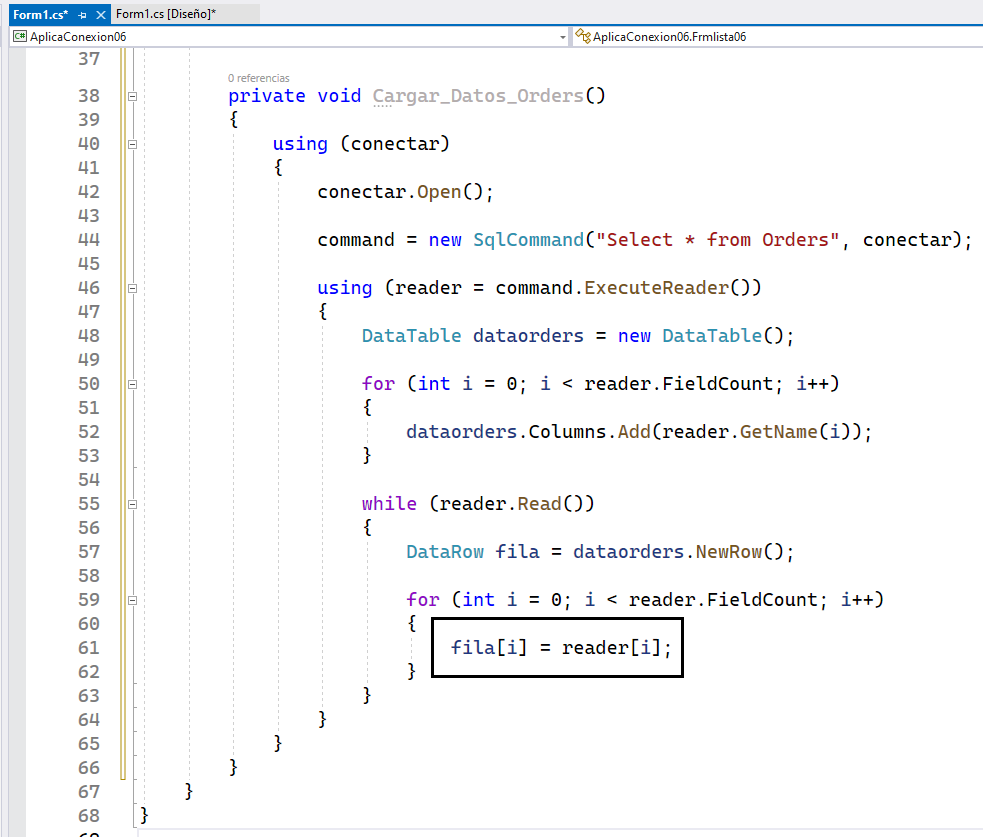 Form1.cs*
Form1.cs [Diseño]*
AplicaConexion06
AplicaConexion06.Frmlista06
37
0 referencias
38 private void Cargar_Datos_Orders()
39 {
40 using (conectar)
41 {
42 conectar.Open();
43
44 command = new SqlCommand("Select * from Orders", conectar);
45
46 using (reader = command.ExecuteReader())
47 {
48 DataTable dataorders = new DataTable();
49
50 for (int i = 0; i < reader.FieldCount; i++)
51 {
52 dataorders.Columns.Add(reader.GetName(i));
53 }
54
55 while (reader.Read())
56 {
57 DataRow fila = dataorders.NewRow();
58
59 for (int i = 0; i < reader.FieldCount; i++)
60 {
61 fila[i] = reader[i];
62 }
63 }
64 }
65 }
66 }
67 }
68 }